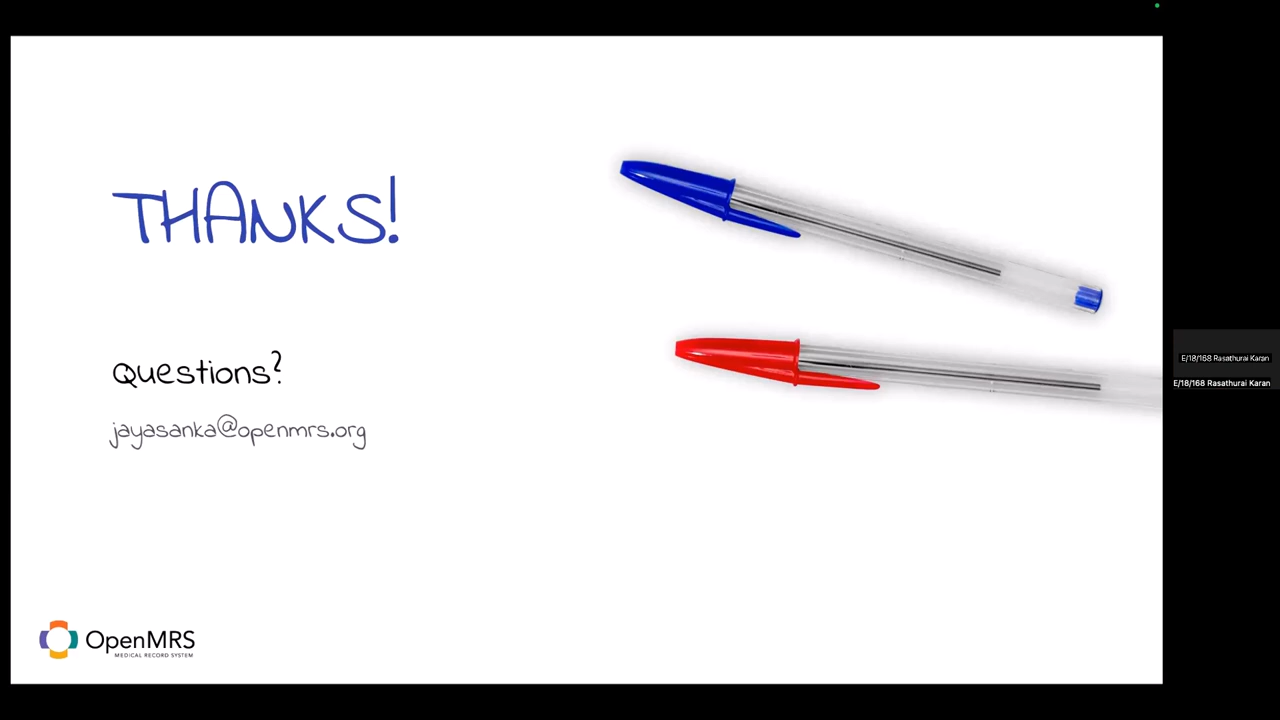 THANKS!
Questions?
jayasanka@openmrs.org
OpenMRS
MEDICAL RECORD SYSTEM
E/18/168 Rasathurai Karan
E/18/168 Rasathurai Karan